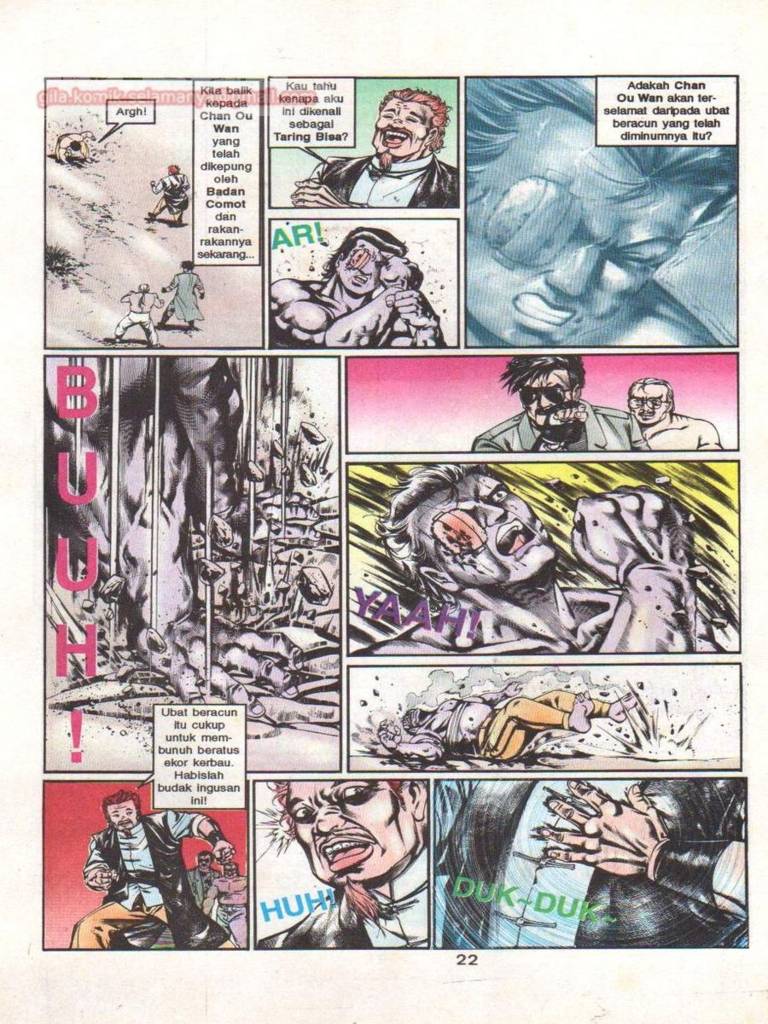 gila.komik.selamanya
Argh!
Kita balik
kepada
Chan Ou
Wan
yang
telah
dikepung
oleh
Badan
Comot
dan
rakan-
rakannya
sekarang...
Kau tahu
kenapa aku
ini dikenali
sebagai
Taring Bisa?
AR!
Adakah Chan
Ou Wan akan ter-
selamat daripada ubat
beracun yang telah
diminumnya itu?
BUUH!
YAAH!
Ubat beracun
itu cukup
untuk mem-
bunuh beratus
ekor kerbau.
Habislah
budak ingusan
ini!
HUH!
DUK~DUK~
22